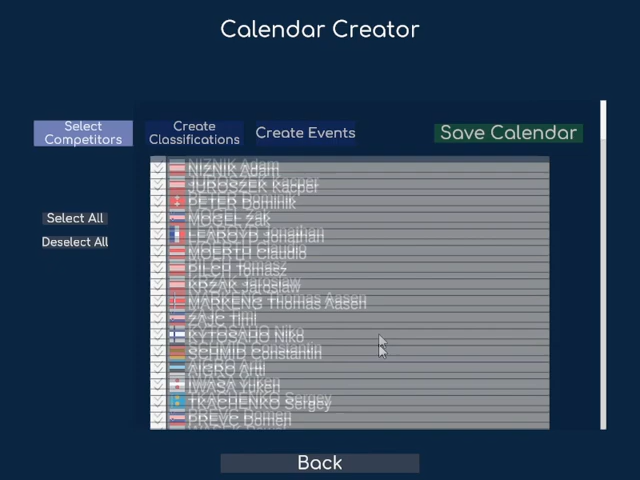 Calendar Creator
Select
Competitors
Create
Classifications
Create Events
Save Calendar
Select All
Deselect All
NIZNIK Adam
JUROSZEK Kacper
PETER Dominik
MOGEL Zak
LEAROYD Jonathan
MOERTH Claudio
PILCH Tomasz
KRZAK Jaroslaw
MARKENG Thomas Aasen
ZAJC Timi
KYTOSAHO Niko
SCHMID Constantin
AIGRO Artti
IWASA Yuken
TKACHENKO Sergey
PREVC Domen
Back